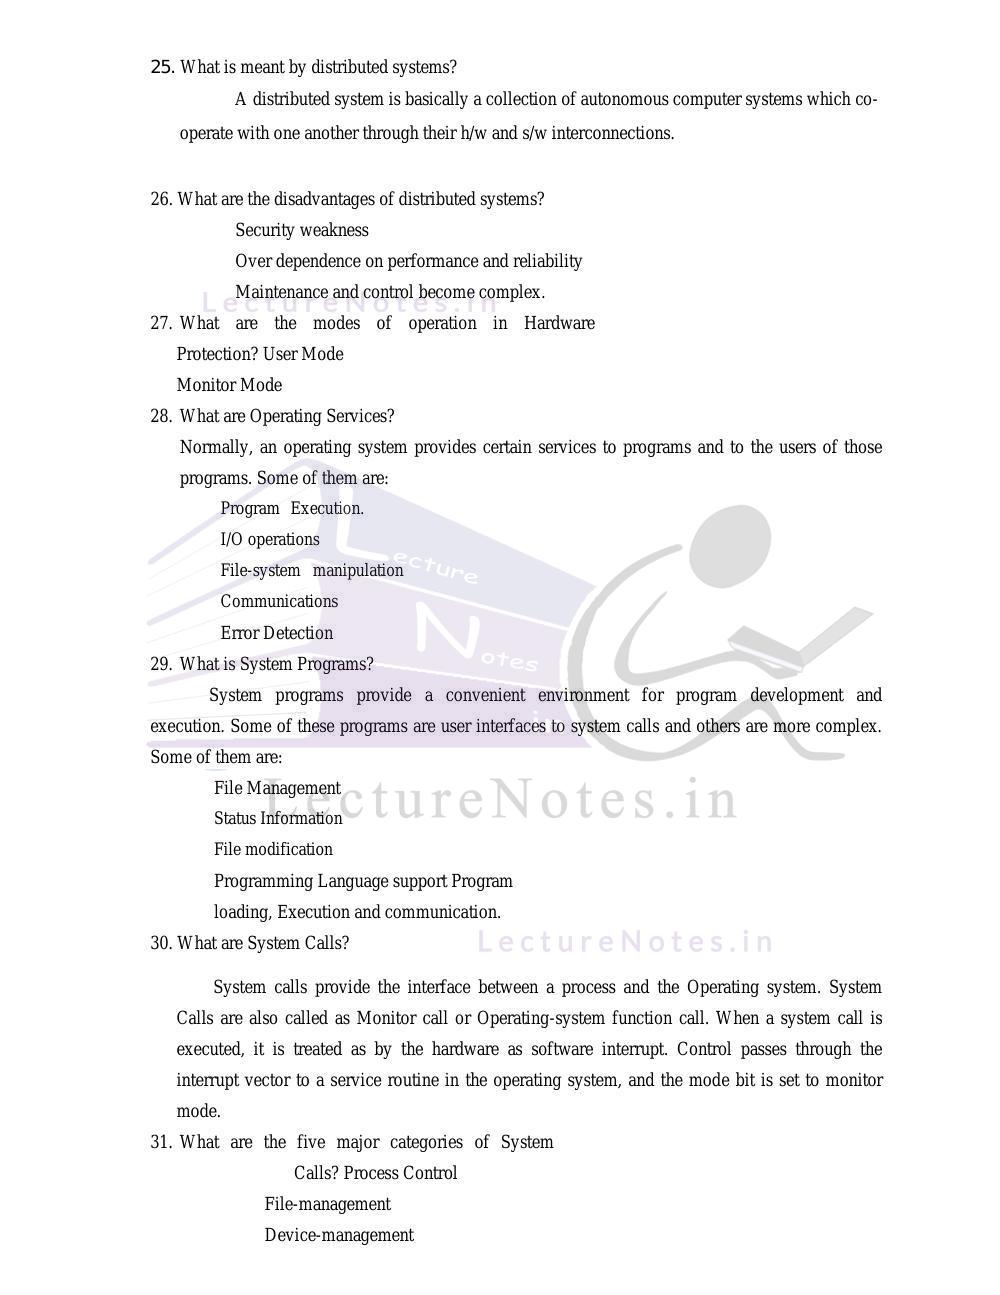 25. What is meant by distributed systems?
A distributed system is basically a collection of autonomous computer systems which co-
operate with one another through their h/w and s/w interconnections.
26. What are the disadvantages of distributed systems?
Security weakness
Over dependence on performance and reliability
Maintenance and control become complex.
LectureNotes.in
27. What are the modes of operation in Hardware
Protection? User Mode
Monitor Mode
28. What are Operating Services?
Normally, an operating system provides certain services to programs and to the users of those
programs. Some of them are:
Program Execution.
I/O operations
File-system manipulation
Communications
Error Detection
Lecture
Notes
.in
29. What is System Programs?
System programs provide a convenient environment for program development and
execution. Some of these programs are user interfaces to system calls and others are more complex.
Some of them are:
File Management
Status Information
LectureNotes.in
File modification
Programming Language support Program
loading, Execution and communication.
30. What are System Calls?
LectureNotes.in
System calls provide the interface between a process and the Operating system. System
Calls are also called as Monitor call or Operating-system function call. When a system call is
executed, it is treated as by the hardware as software interrupt. Control passes through the
interrupt vector to a service routine in the operating system, and the mode bit is set to monitor
mode.
31. What are the five major categories of System
Calls? Process Control
File-management
Device-management